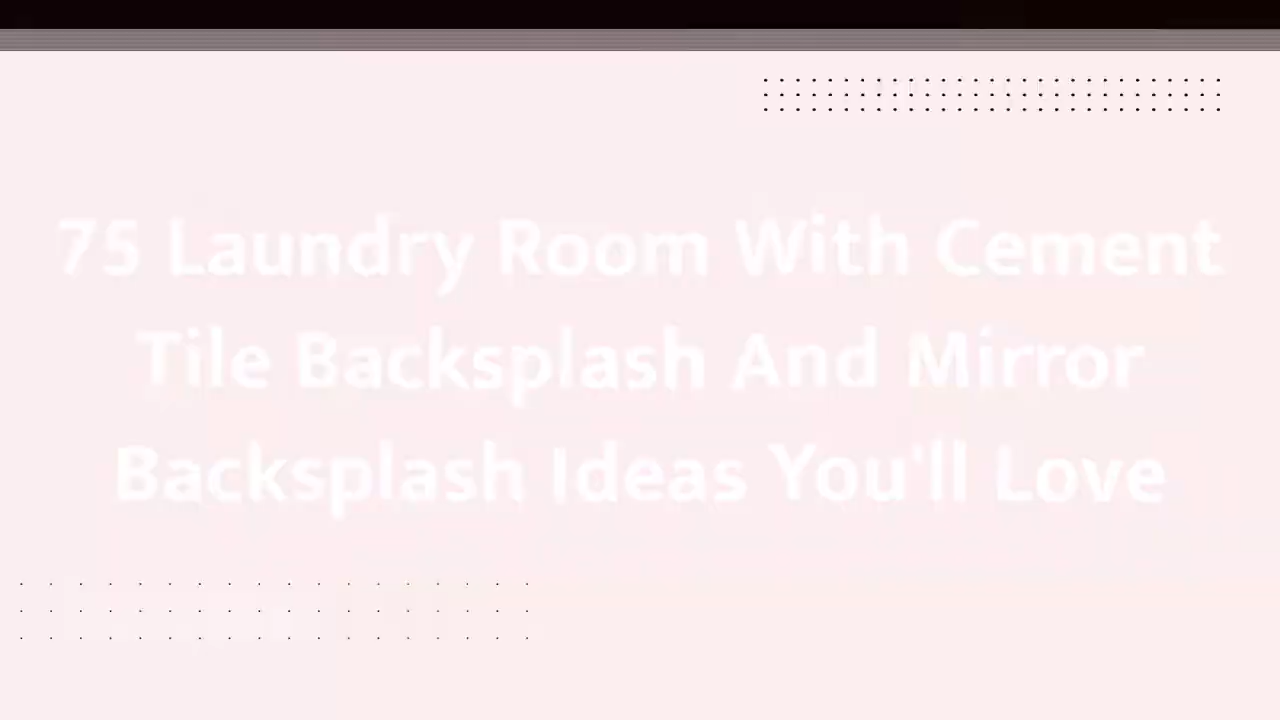 75 Laundry Room With Cement
Tile Backsplash And Mirror
Backsplash Ideas You'll Love